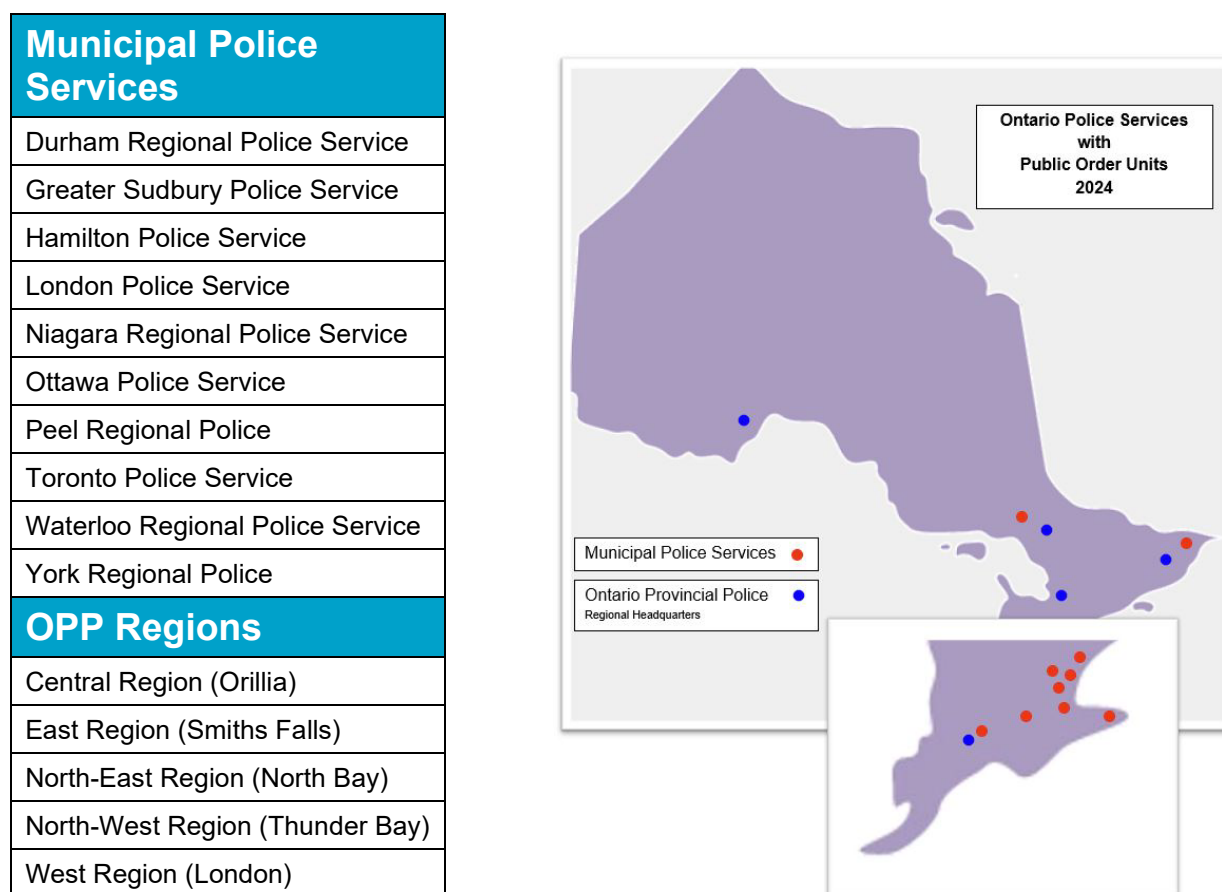 Municipal Police
Services
Durham Regional Police Service
Greater Sudbury Police Service
Hamilton Police Service
London Police Service
Niagara Regional Police Service
Ottawa Police Service
Peel Regional Police
Toronto Police Service
Waterloo Regional Police Service
York Regional Police
OPP Regions
Central Region (Orillia)
East Region (Smiths Falls)
North-East Region (North Bay)
North-West Region (Thunder Bay)
West Region (London)
Ontario Police Services
with
Public Order Units
2024
Municipal Police Services
Ontario Provincial Police
Regional Headquarters